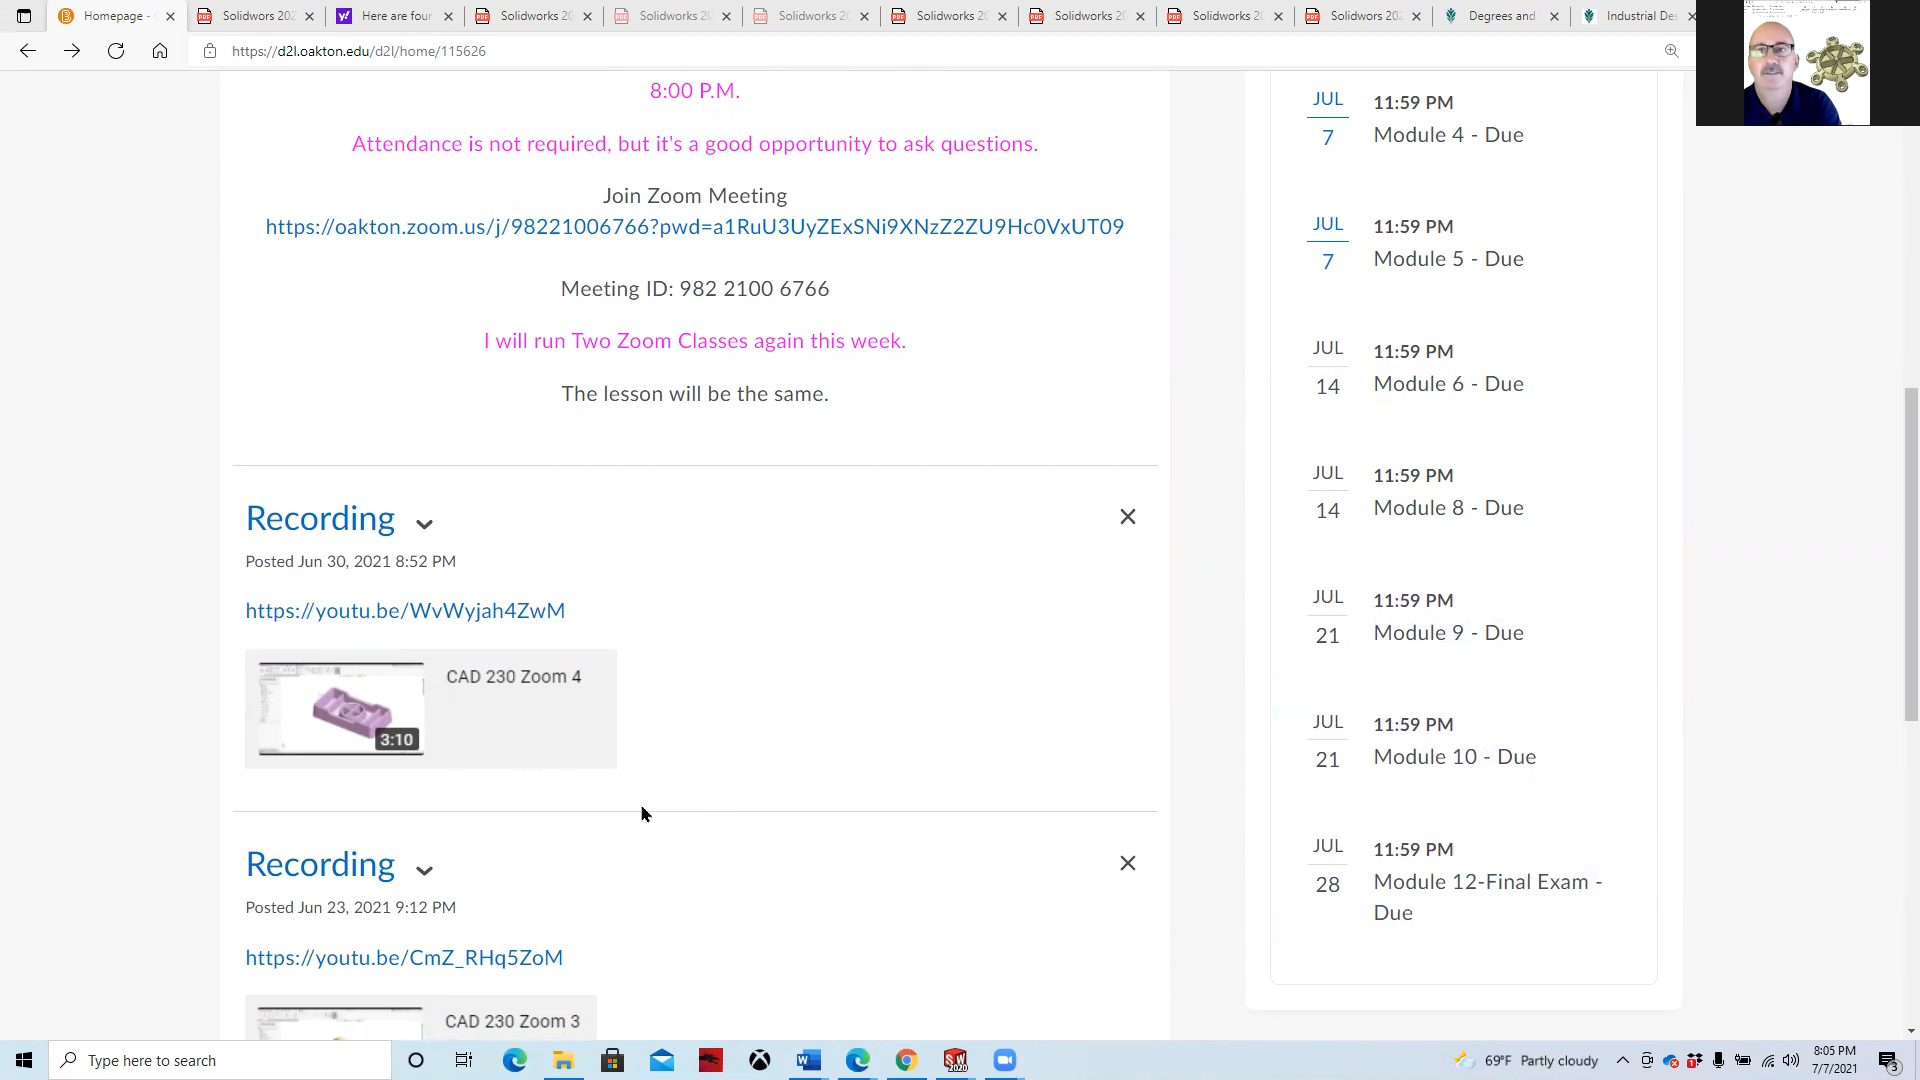 Homepage -
Solidwors 202
Here are four
Solidworks 20
Solidworks 20
Solidworks 20
Solidworks 20
Solidworks 20
Solidworks 20
Solidwors 202
Degrees and
Industrial Des
https://d2l.oakton.edu/d2l/home/115626
8:00 P.M.
Attendance is not required, but it's a good opportunity to ask questions.
Join Zoom Meeting
https://oakton.zoom.us/j/98221006766?pwd=a1RuU3UyZExSNi9XNzZ2ZU9Hc0VxUT09
Meeting ID: 982 2100 6766
I will run Two Zoom Classes again this week.
The lesson will be the same.
Recording
Posted Jun 30, 2021 8:52 PM
https://youtu.be/WvWyjah4ZwM
CAD 230 Zoom 4
3:10
Recording
Posted Jun 23, 2021 9:12 PM
https://youtu.be/CmZ_RHq5ZoM
CAD 230 Zoom 3
JUL
7
11:59 PM
Module 4 - Due
JUL
7
11:59 PM
Module 5 - Due
JUL
14
11:59 PM
Module 6 - Due
JUL
14
11:59 PM
Module 8 - Due
JUL
21
11:59 PM
Module 9 - Due
JUL
21
11:59 PM
Module 10 - Due
JUL
28
11:59 PM
Module 12-Final Exam -
Due
Type here to search
69°F Partly cloudy
8:05 PM
7/7/2021